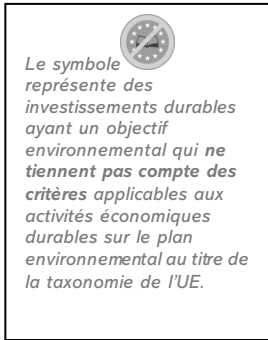 Le symbole
représente des
investissements durables
ayant un objectif
environnemental qui ne
tiennent pas compte des
critères applicables aux
activités économiques
durables sur le plan
environnemental au titre de
la taxonomie de l'UE.